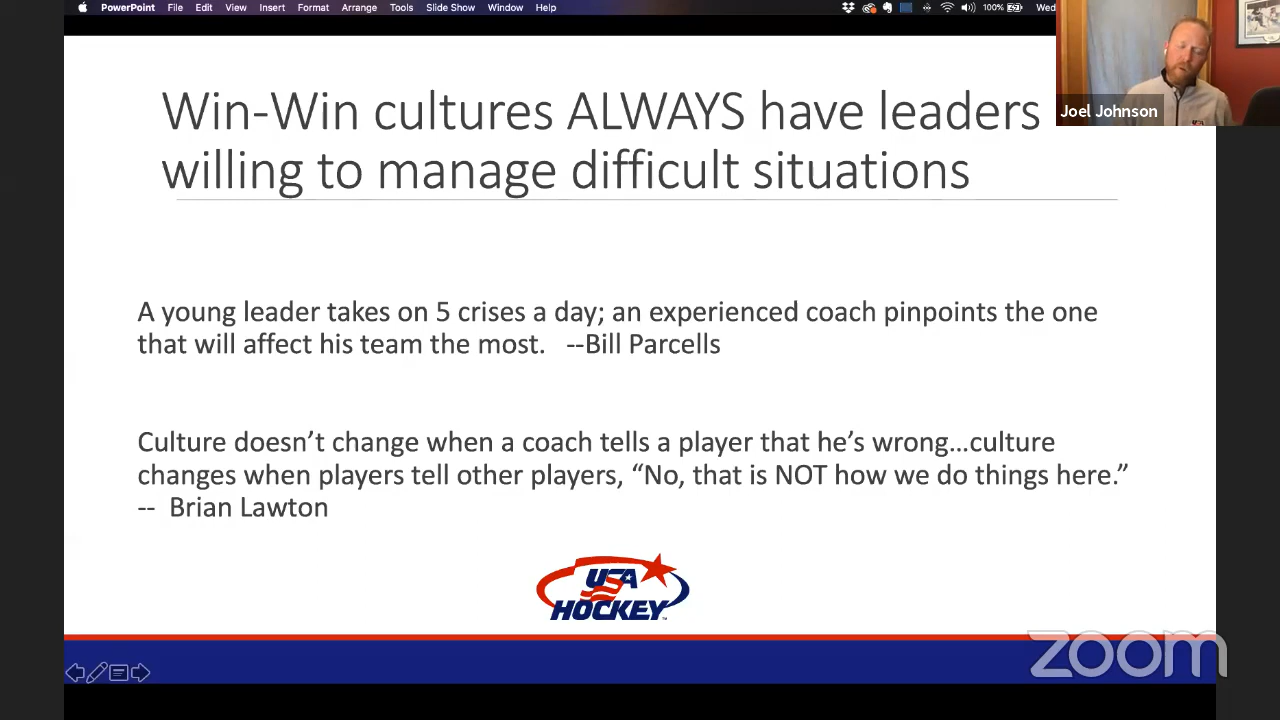 PowerPoint File Edit View Insert Format Arrange Tools Slide Show Window Help 100% Wed
Joel Johnson
Win-Win cultures ALWAYS have leaders
willing to manage difficult situations
A young leader takes on 5 crises a day; an experienced coach pinpoints the one
that will affect his team the most. --Bill Parcells
Culture doesn’t change when a coach tells a player that he’s wrong…culture
changes when players tell other players, “No, that is NOT how we do things here.”
-- Brian Lawton
USA
HOCKEY
zoom